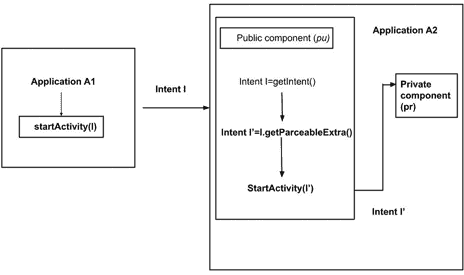 Application A1
startActivity(I)
Intent I
Public component (pu)
Intent I=getIntent()
Intent I'=I.getParceableExtra()
StartActivity(I')
Application A2
Private
component
(pr)
Intent I'